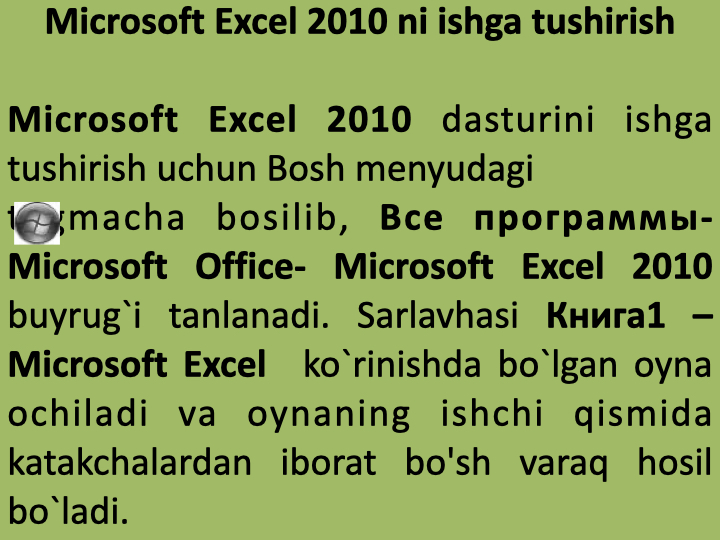 Microsoft Excel 2010 ni ishga tushirish
Microsoft Excel 2010 dasturini ishga
tushirish uchun Bosh menyudagi
bosilib, Все программы-
Microsoft Office- Microsoft Excel 2010
buyrug`i tanlanadi. Sarlavhasi Книга1 –
Microsoft Excel ko`rinishda bo`lgan oyna
ochiladi va oynaning ishchi qismida
katakchalardan iborat bo'sh varaq hosil
bo`ladi.